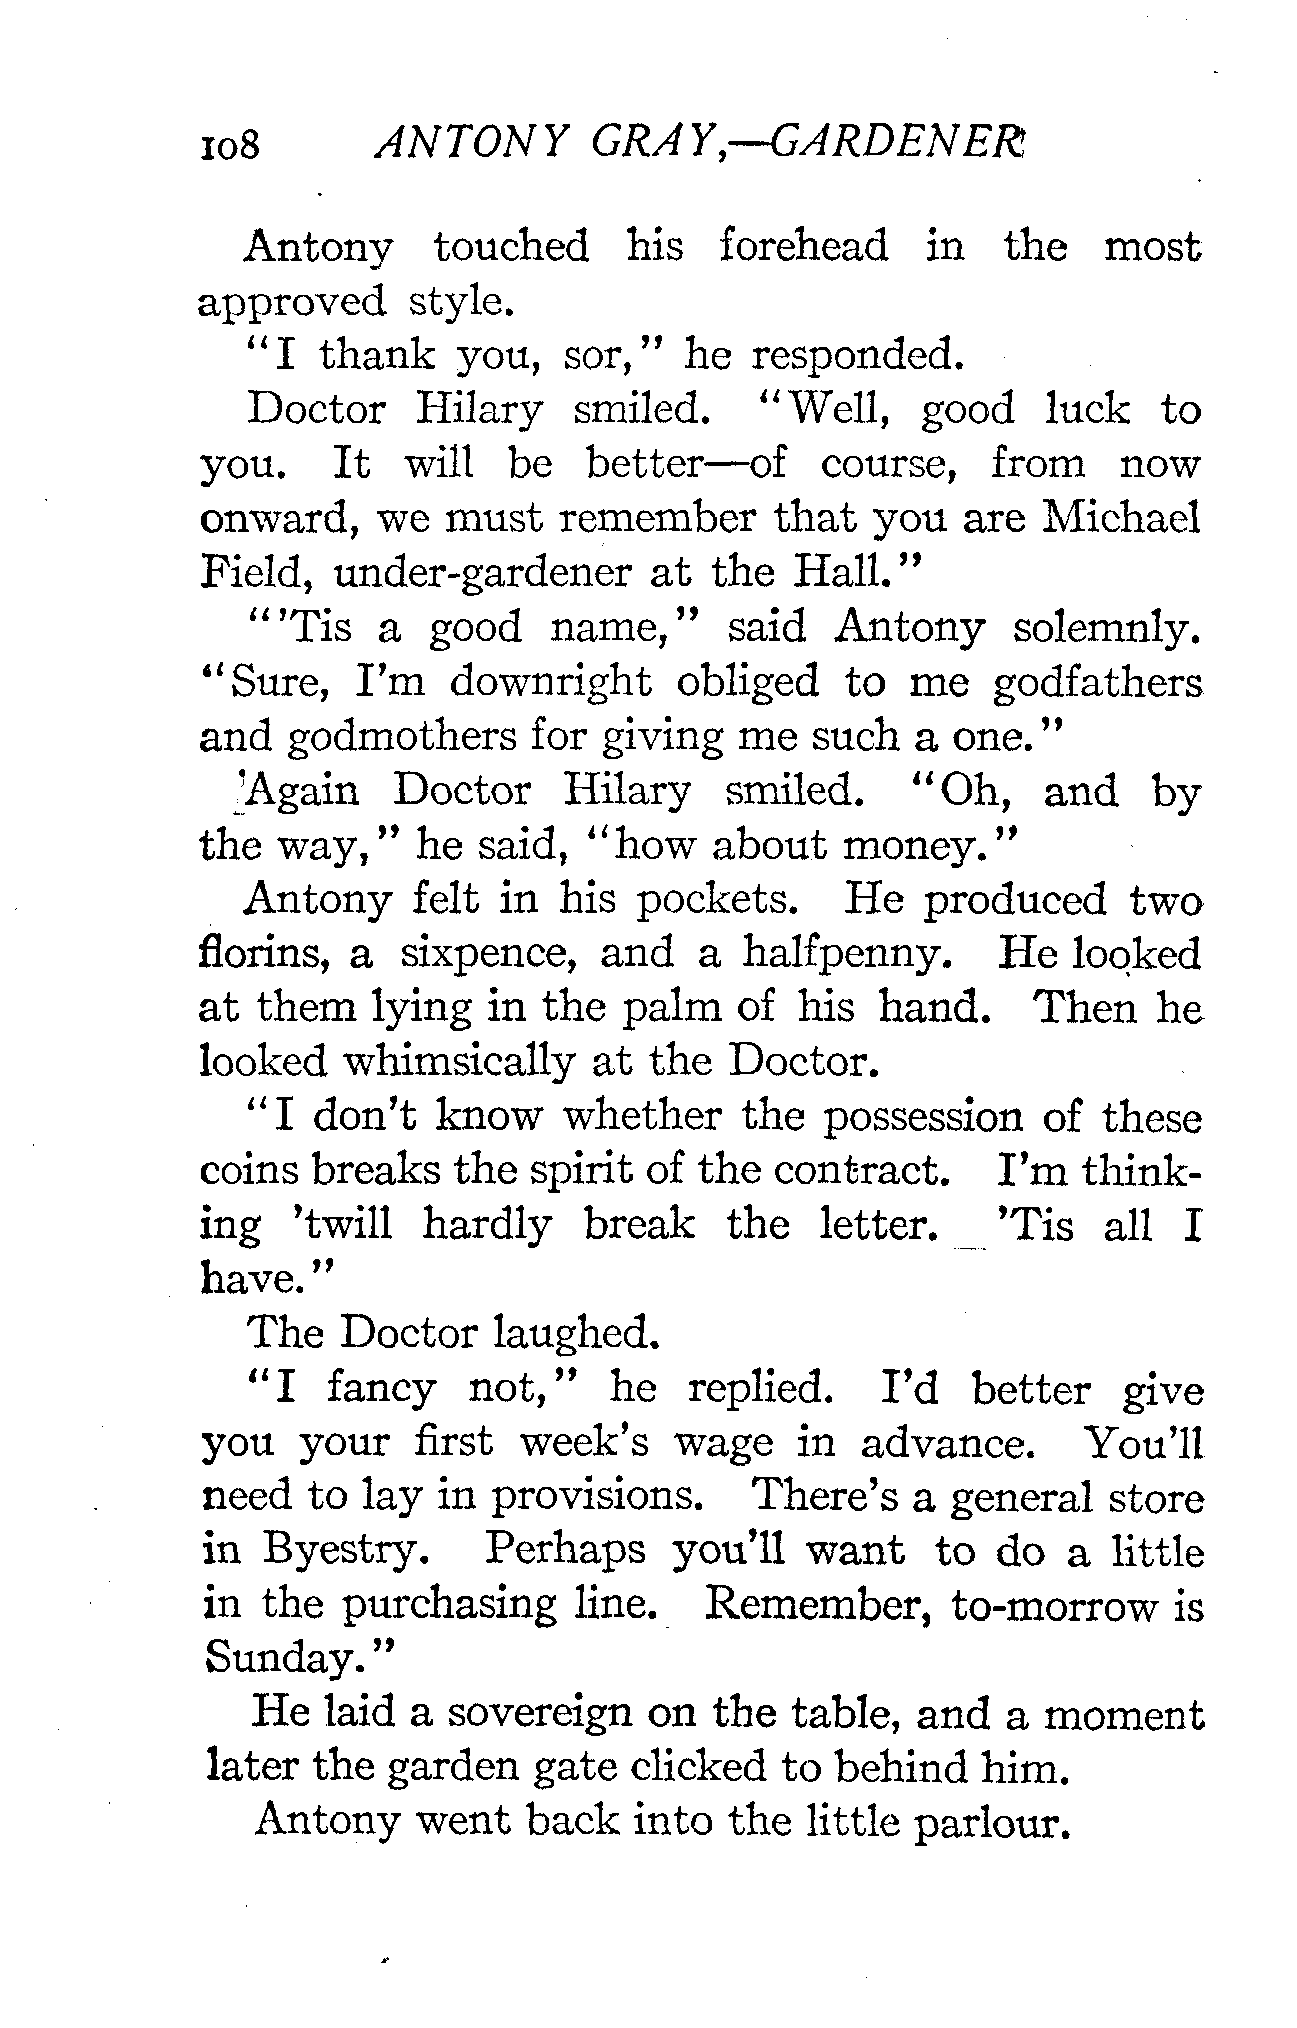 108 ANTONY GRAY,—GARDENER
Antony touched his forehead in the most
approved style.
"I thank you, sor," he responded.
Doctor Hilary smiled. "Well, good luck to
you. It will be better—of course, from now
onward, we must remember that you are Michael
Field, under-gardener at the Hall."
"'Tis a good name," said Antony solemnly.
"Sure, I'm downright obliged to me godfathers
and godmothers for giving me such a one."
Again Doctor Hilary smiled. "Oh, and by
the way," he said, "how about money."
Antony felt in his pockets. He produced two
florins, a sixpence, and a halfpenny. He looked
at them lying in the palm of his hand. Then he
looked whimsically at the Doctor.
"I don't know whether the possession of these
coins breaks the spirit of the contract. I'm think-
ing 'twill hardly break the letter. 'Tis all I
have."
The Doctor laughed.
"I fancy not," he replied. I'd better give
you your first week's wage in advance. You'll
need to lay in provisions. There's a general store
in Byestry. Perhaps you'll want to do a little
in the purchasing line. Remember, to-morrow is
Sunday."
He laid a sovereign on the table, and a moment
later the garden gate clicked to behind him.
Antony went back into the little parlour.